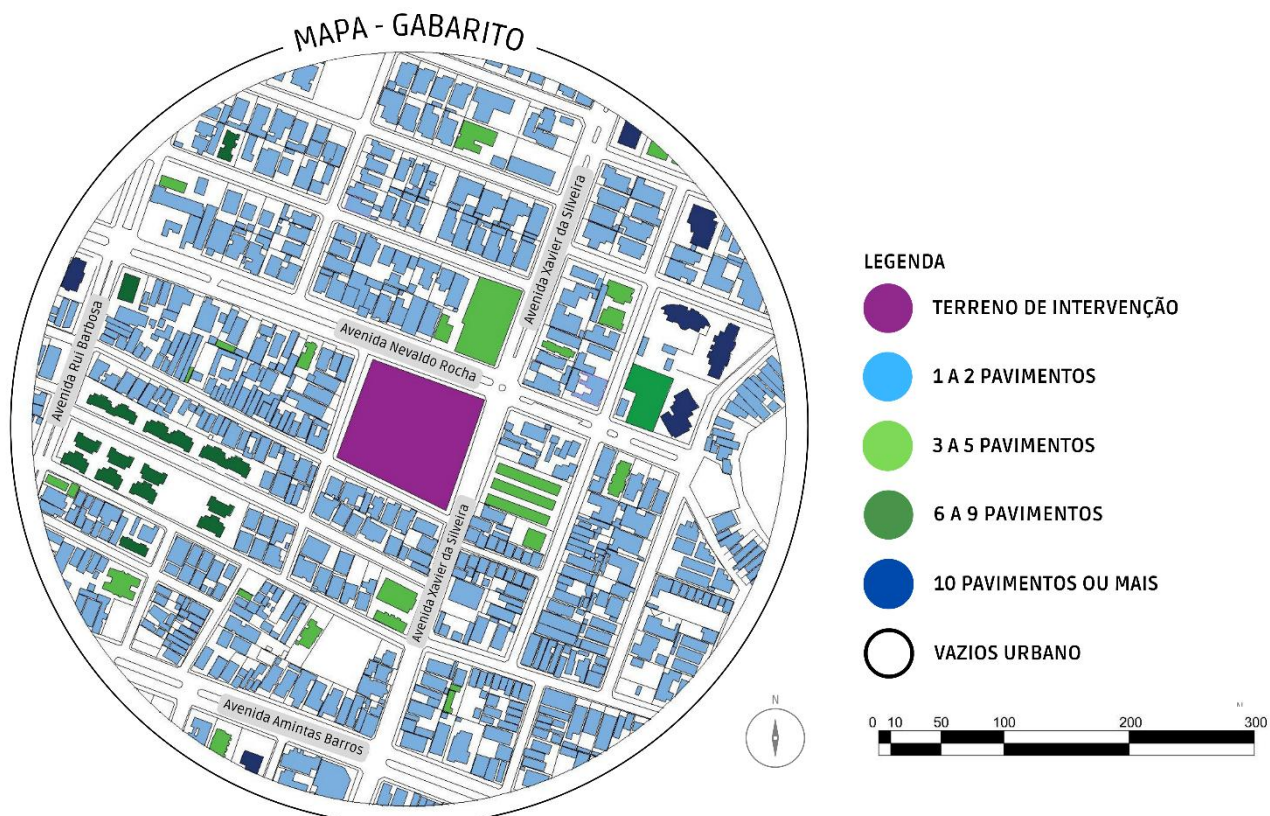 MAPA - GABARITO
Avenida Xavier da Silveira
Avenida Rui Barbosa
Avenida Nevaldo Rocha
Avenida Xavier da Silveira
Avenida Amintas Barros
LEGENDA
TERRENO DE INTERVENÇÃO
1 A 2 PAVIMENTOS
3 A 5 PAVIMENTOS
6 A 9 PAVIMENTOS
10 PAVIMENTOS OU MAIS
VAZIOS URBANO
N
0 10 50 100 200 300